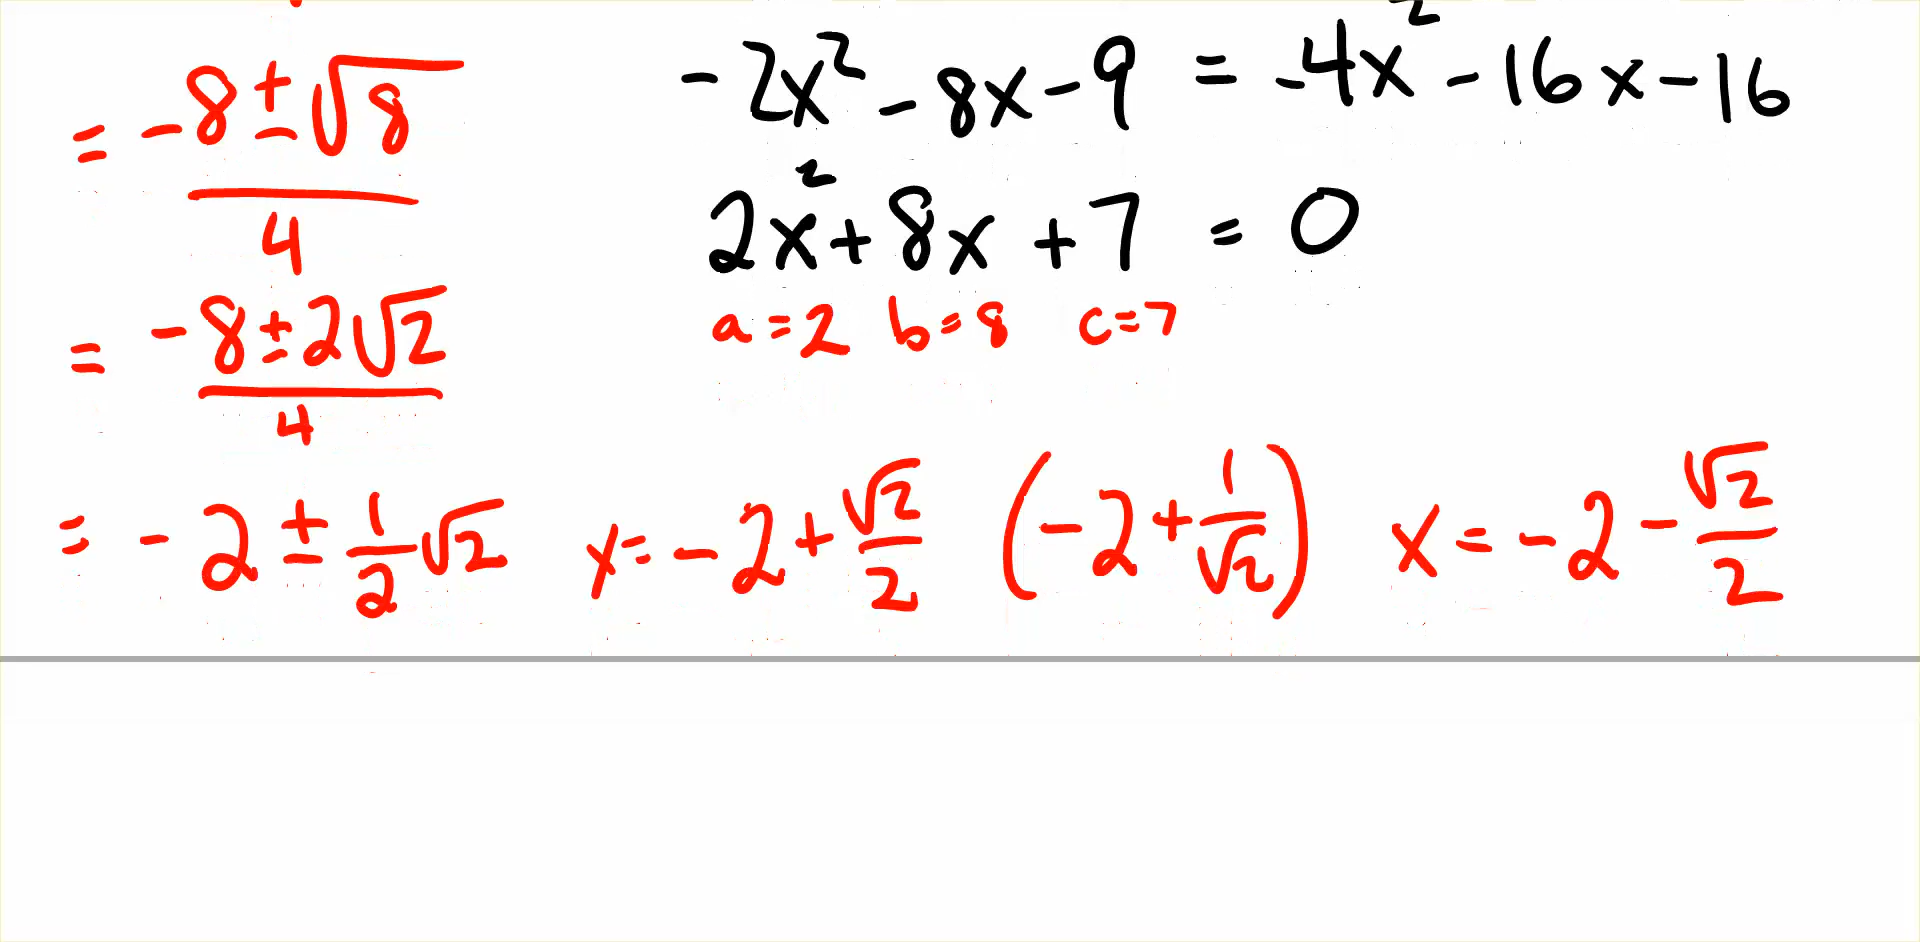 -2x² - 8x - 9 = -4x² - 16x - 16
2x² + 8x + 7 = 0
a=2 b=8 c=7
= (-8 ± √8)/4
= (-8 ± 2√2)/4
= -2 ± 1/2 √2 x = -2 + √2/2 (-2 + 1/√2) x = -2 - √2/2